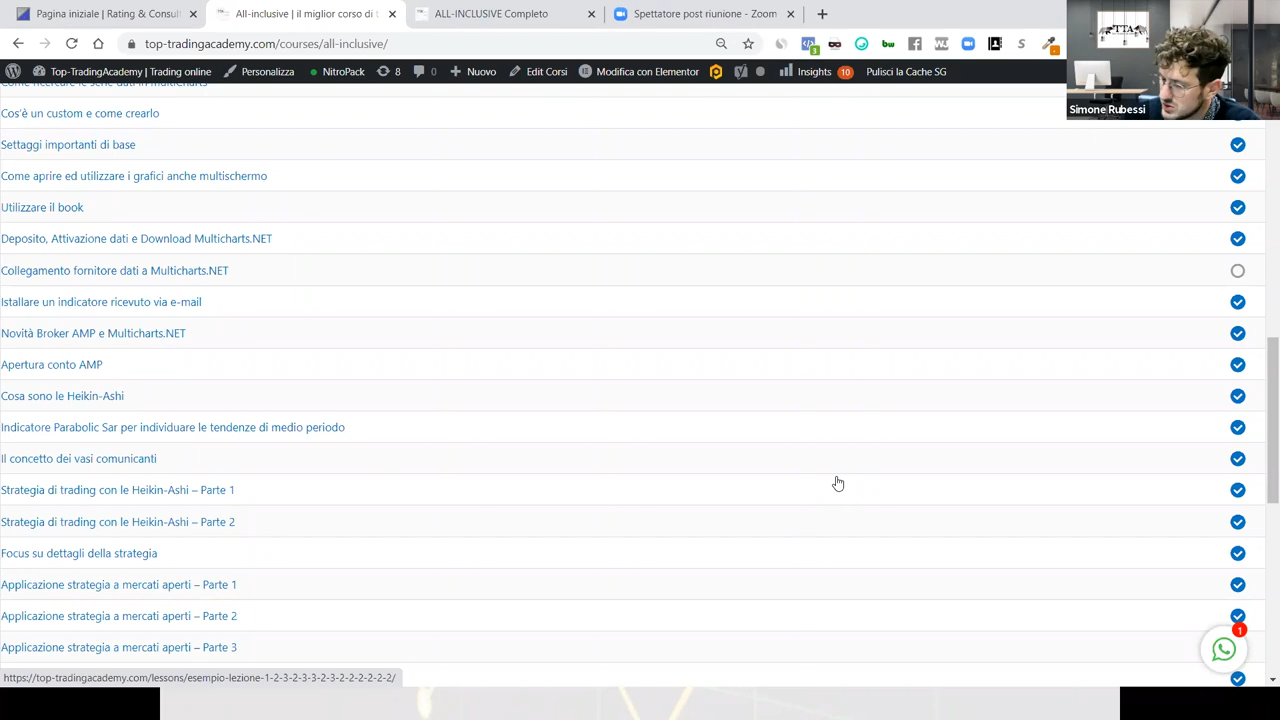 Pagina iniziale | Rating & Consult
All-inclusive | il miglior corso di t
ALL-INCLUSIVE Completo
Spettatore post riunione - Zoom
top-tradingacademy.com/courses/all-inclusive/
Top-TradingAcademy | Trading online Personalizza NitroPack 8 0 Nuovo Edit Corsi Modifica con Elementor Insights 10 Pulisci la Cache SG
TTA
Simone Rubessi
Come ricercare le serie dati in multicharts
Cos'è un custom e come crearlo
Settaggi importanti di base
Come aprire ed utilizzare i grafici anche multischermo
Utilizzare il book
Deposito, Attivazione dati e Download Multicharts.NET
Collegamento fornitore dati a Multicharts.NET
Istallare un indicatore ricevuto via e-mail
Novità Broker AMP e Multicharts.NET
Apertura conto AMP
Cosa sono le Heikin-Ashi
Indicatore Parabolic Sar per individuare le tendenze di medio periodo
Il concetto dei vasi comunicanti
Strategia di trading con le Heikin-Ashi – Parte 1
Strategia di trading con le Heikin-Ashi – Parte 2
Focus su dettagli della strategia
Applicazione strategia a mercati aperti – Parte 1
Applicazione strategia a mercati aperti – Parte 2
Applicazione strategia a mercati aperti – Parte 3
1
https://top-tradingacademy.com/lessons/esempio-lezione-1-2-3-2-3-3-2-3-2-2-2-2-2-2/